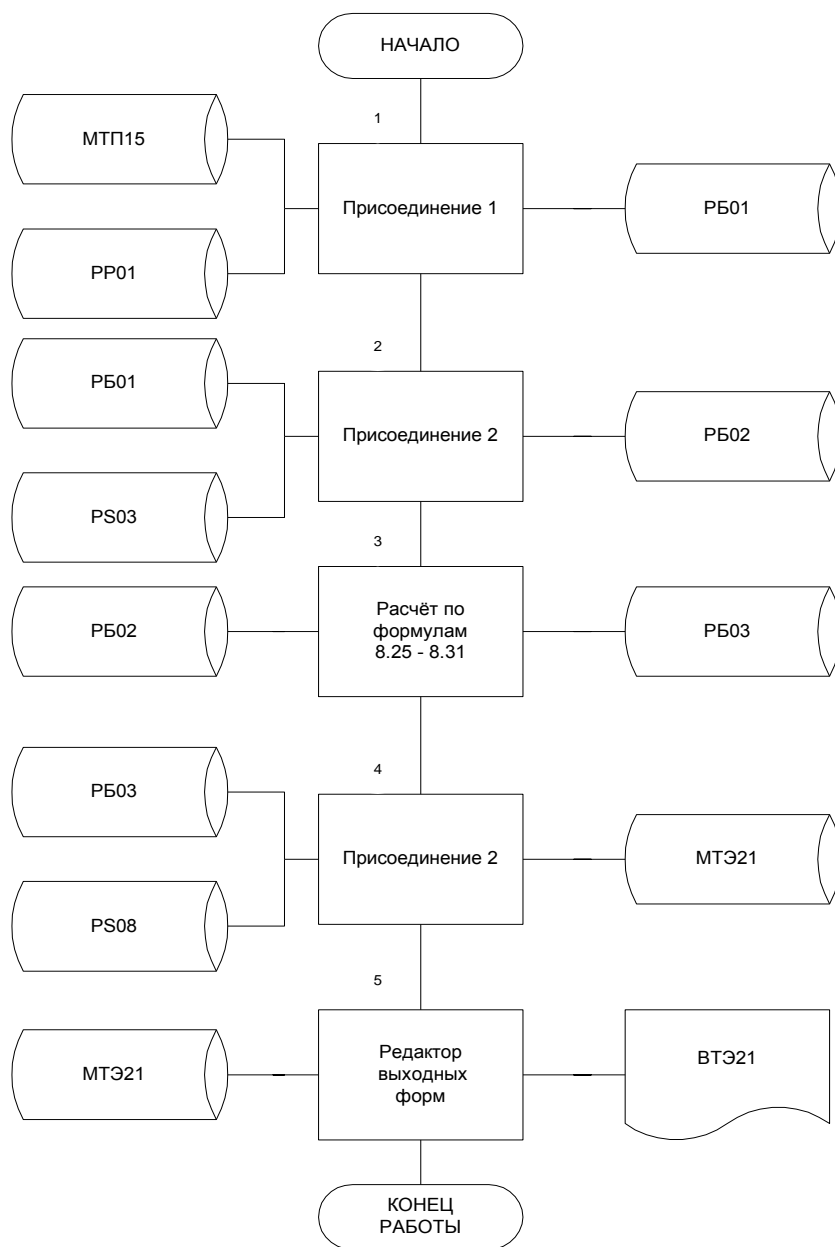 НАЧАЛО
1
МТП15
Присоединение 1
РБ01
РР01
2
РБ01
Присоединение 2
РБ02
PS03
3
РБ02
Расчёт по
формулам
8.25 - 8.31
РБ03
4
РБ03
Присоединение 2
МТЭ21
PS08
5
МТЭ21
Редактор
выходных
форм
ВТЭ21
КОНЕЦ
РАБОТЫ